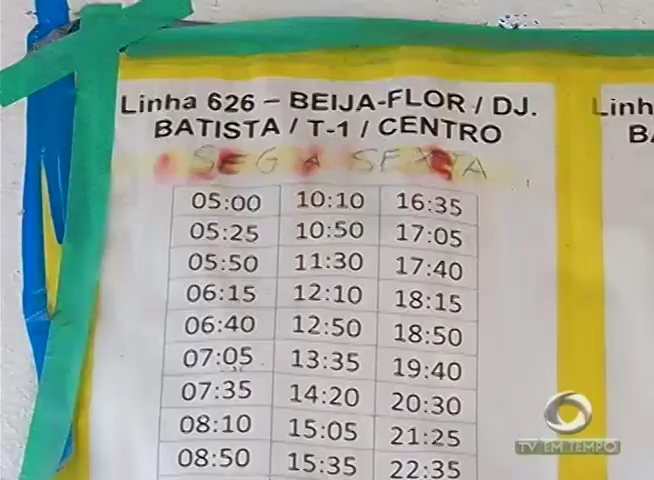 Linha 626 – BEIJA-FLOR / DJ.
BATISTA / T-1 / CENTRO
SEG A SEXTA
05:00 10:10 16:35
05:25 10:50 17:05
05:50 11:30 17:40
06:15 12:10 18:15
06:40 12:50 18:50
07:05 13:35 19:40
07:35 14:20 20:30
08:10 15:05 21:25
08:50 15:35 22:35
Linh
BA
TV EM TEMPO